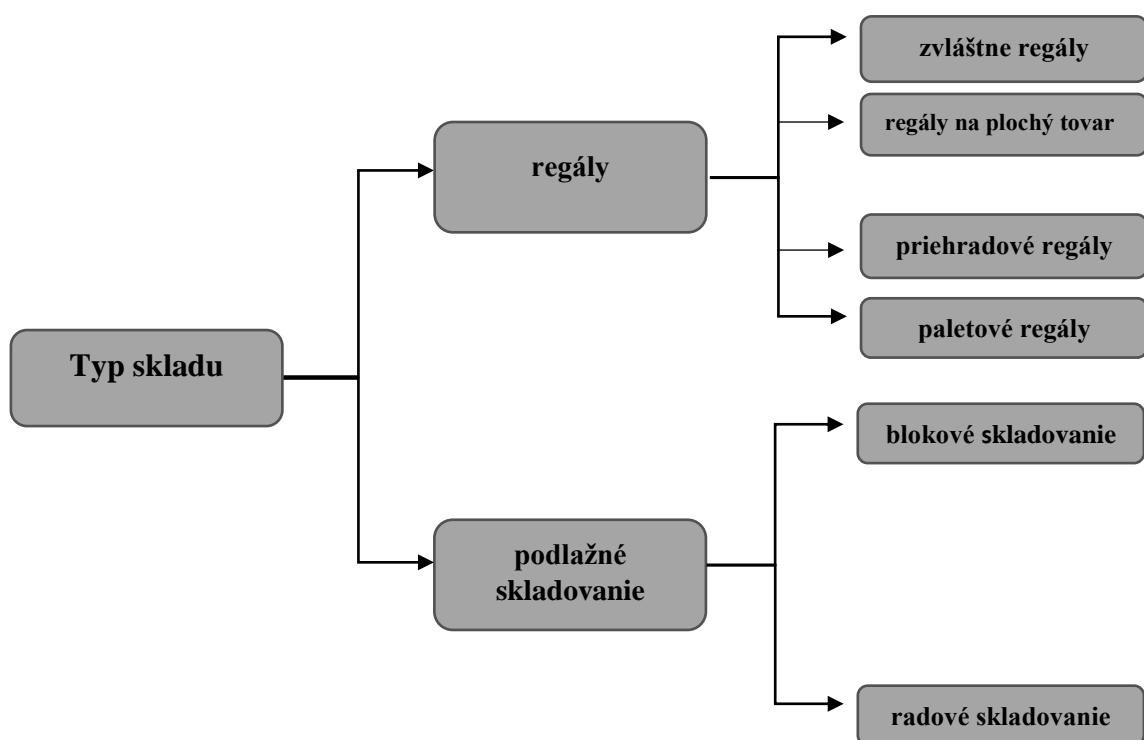 zvláštne regály
regály na plochý tovar
regály
priehradové regály
paletové regály
Typ skladu
blokové skladovanie
podlažné
skladovanie
radové skladovanie